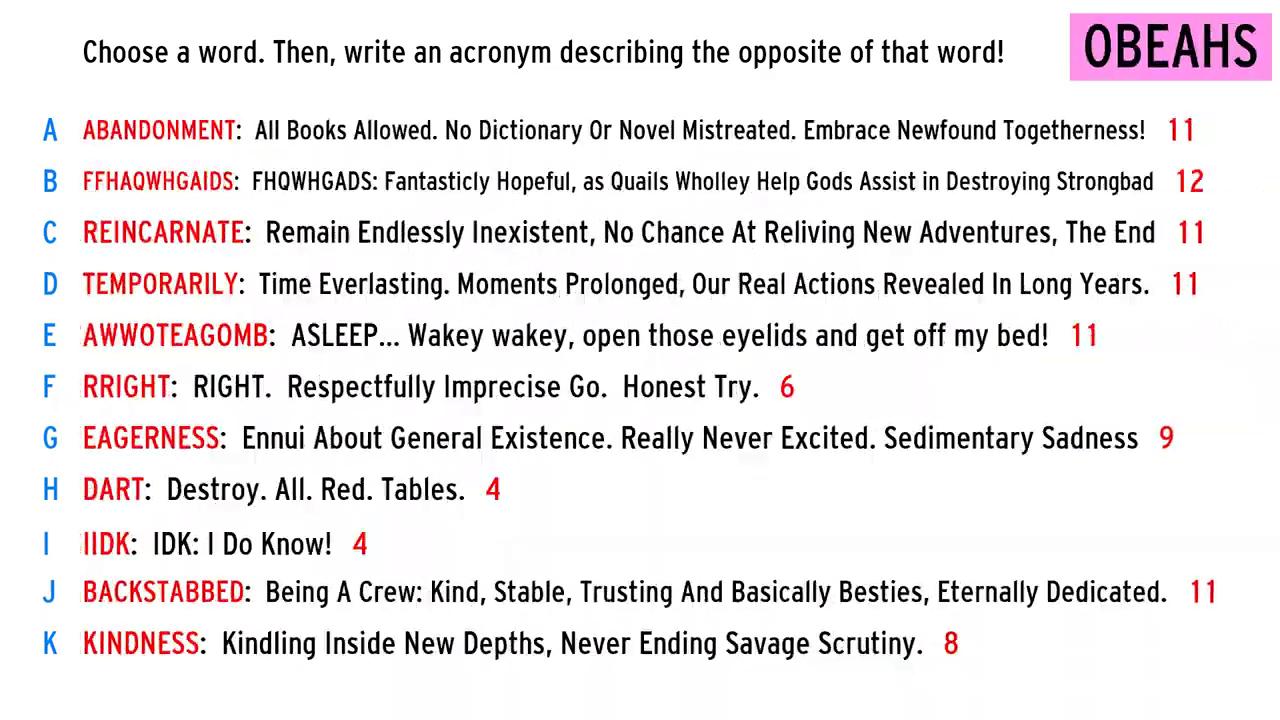 Choose a word. Then, write an acronym describing the opposite of that word!
OBEAHS
A ABANDONMENT: All Books Allowed. No Dictionary Or Novel Mistreated. Embrace Newfound Togetherness! 11
B FFHAQWHGAIDS: FHQWHGADS: Fantasticly Hopeful, as Quails Wholley Help Gods Assist in Destroying Strongbad 12
C REINCARNATE: Remain Endlessly Inexistent, No Chance At Reliving New Adventures, The End 11
D TEMPORARILY: Time Everlasting. Moments Prolonged, Our Real Actions Revealed In Long Years. 11
E AWWOTEAGOMB: ASLEEP... Wakey wakey, open those eyelids and get off my bed! 11
F RRIGHT: RIGHT. Respectfully Imprecise Go. Honest Try. 6
G EAGERNESS: Ennui About General Existence. Really Never Excited. Sedimentary Sadness 9
H DART: Destroy. All. Red. Tables. 4
I IIDK: IDK: I Do Know! 4
J BACKSTABBED: Being A Crew: Kind, Stable, Trusting And Basically Besties, Eternally Dedicated. 11
K KINDNESS: Kindling Inside New Depths, Never Ending Savage Scrutiny. 8